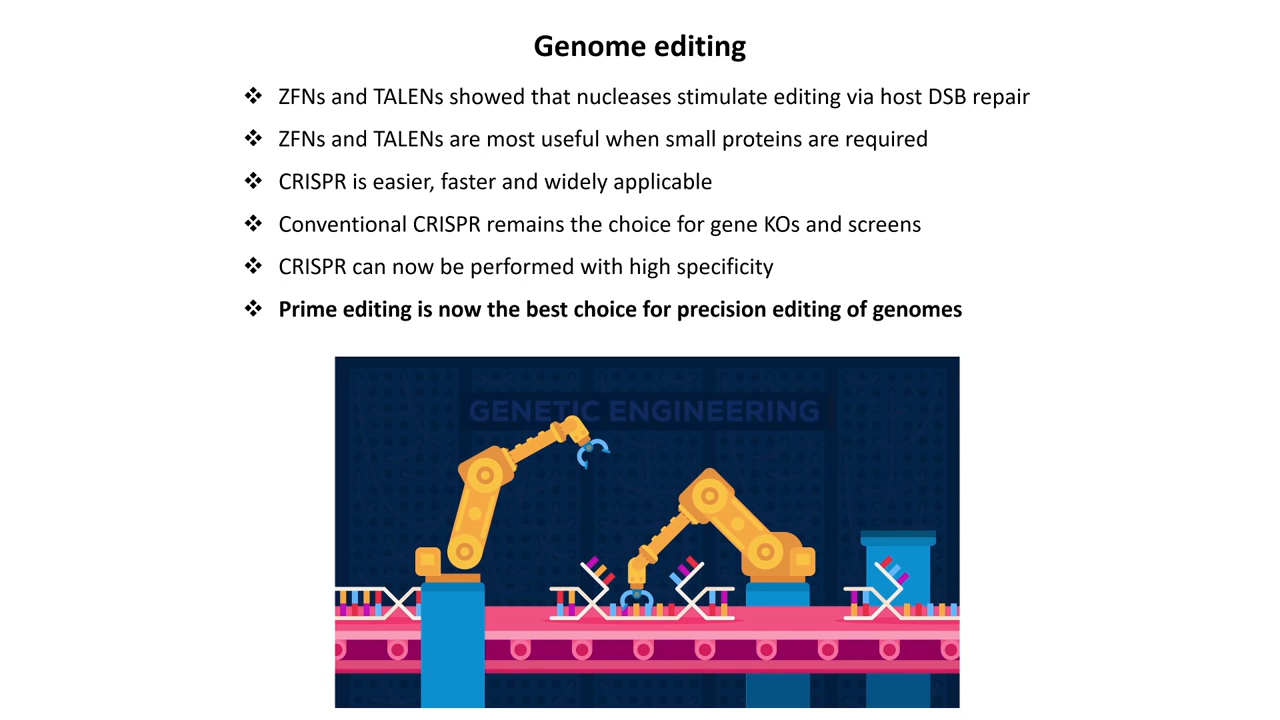 Genome editing
❖ ZFNs and TALENs showed that nucleases stimulate editing via host DSB repair
❖ ZFNs and TALENs are most useful when small proteins are required
❖ CRISPR is easier, faster and widely applicable
❖ Conventional CRISPR remains the choice for gene KOs and screens
❖ CRISPR can now be performed with high specificity
❖ Prime editing is now the best choice for precision editing of genomes
GENETIC ENGINEERING